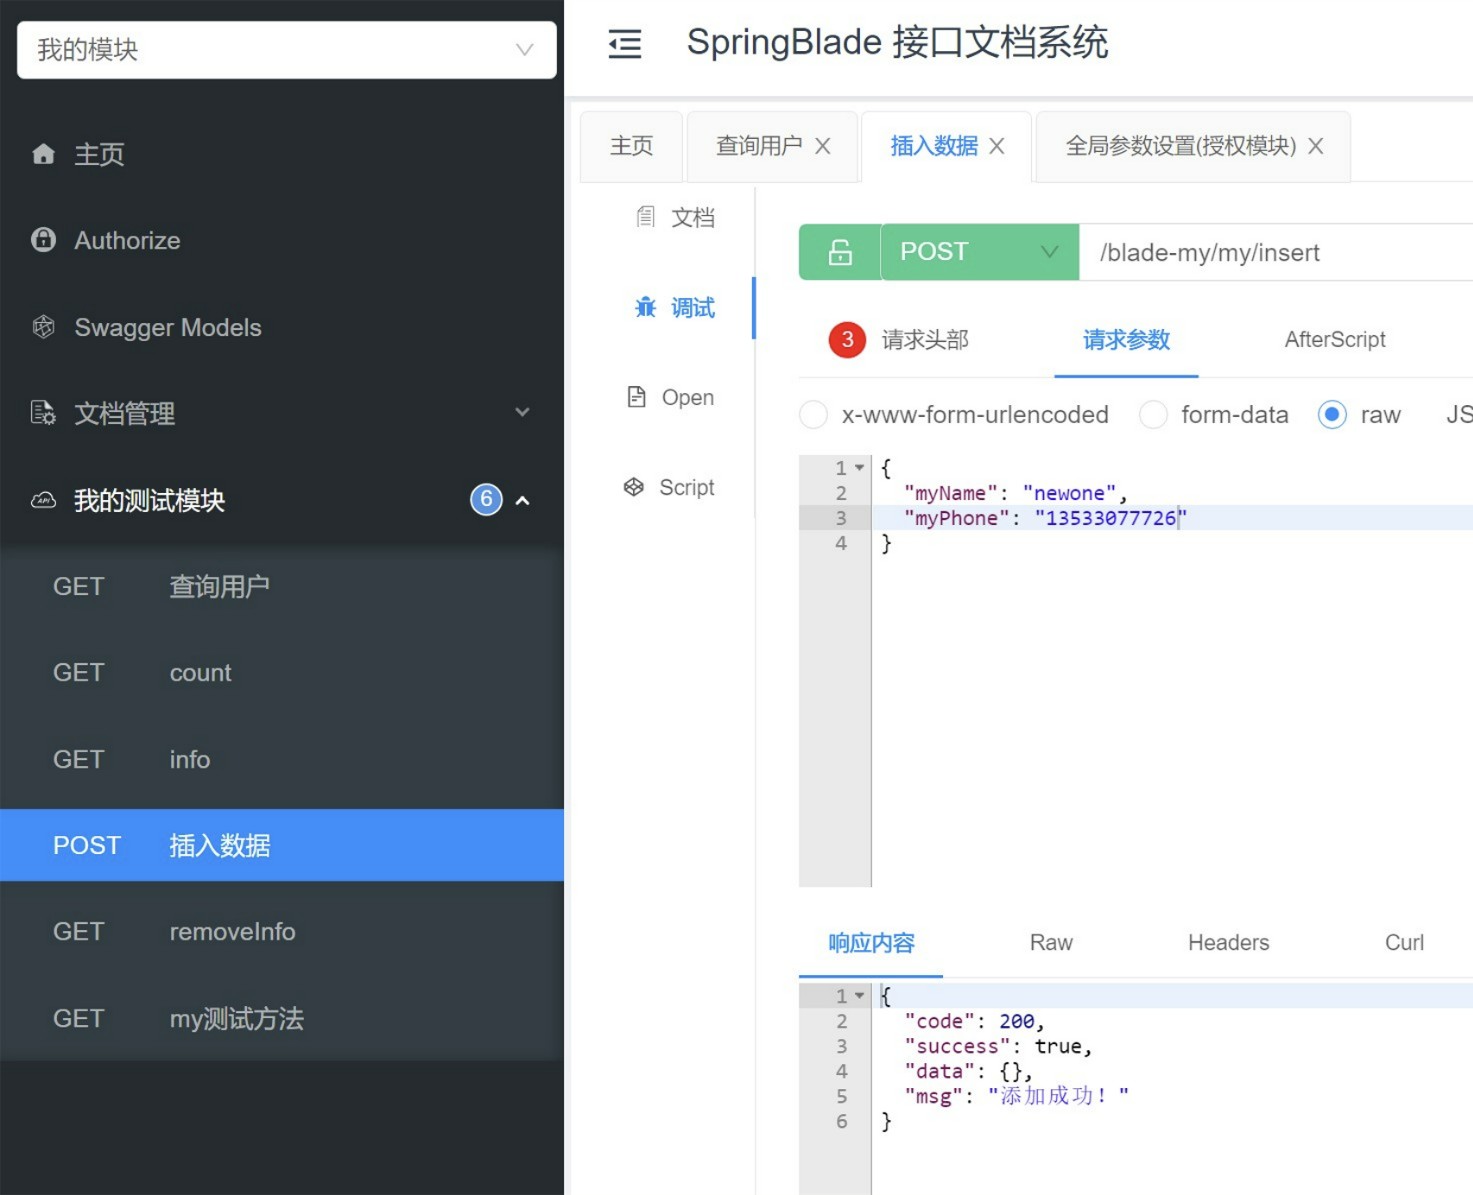 我的模块
主页
Authorize
Swagger Models
文档管理
我的测试模块 6
GET 查询用户
GET count
GET info
POST 插入数据
GET removeInfo
GET my测试方法
SpringBlade 接口文档系统
主页 查询用户 插入数据 全局参数设置(授权模块)
文档
调试
Open
Script
POST /blade-my/my/insert
3 请求头部 请求参数 AfterScript
x-www-form-urlencoded form-data raw JS
1 {
2 "myName": "newone",
3 "myPhone": "13533077726"
4 }
响应内容 Raw Headers Curl
1 {
2 "code": 200,
3 "success": true,
4 "data": {},
5 "msg": "添加成功！"
6 }